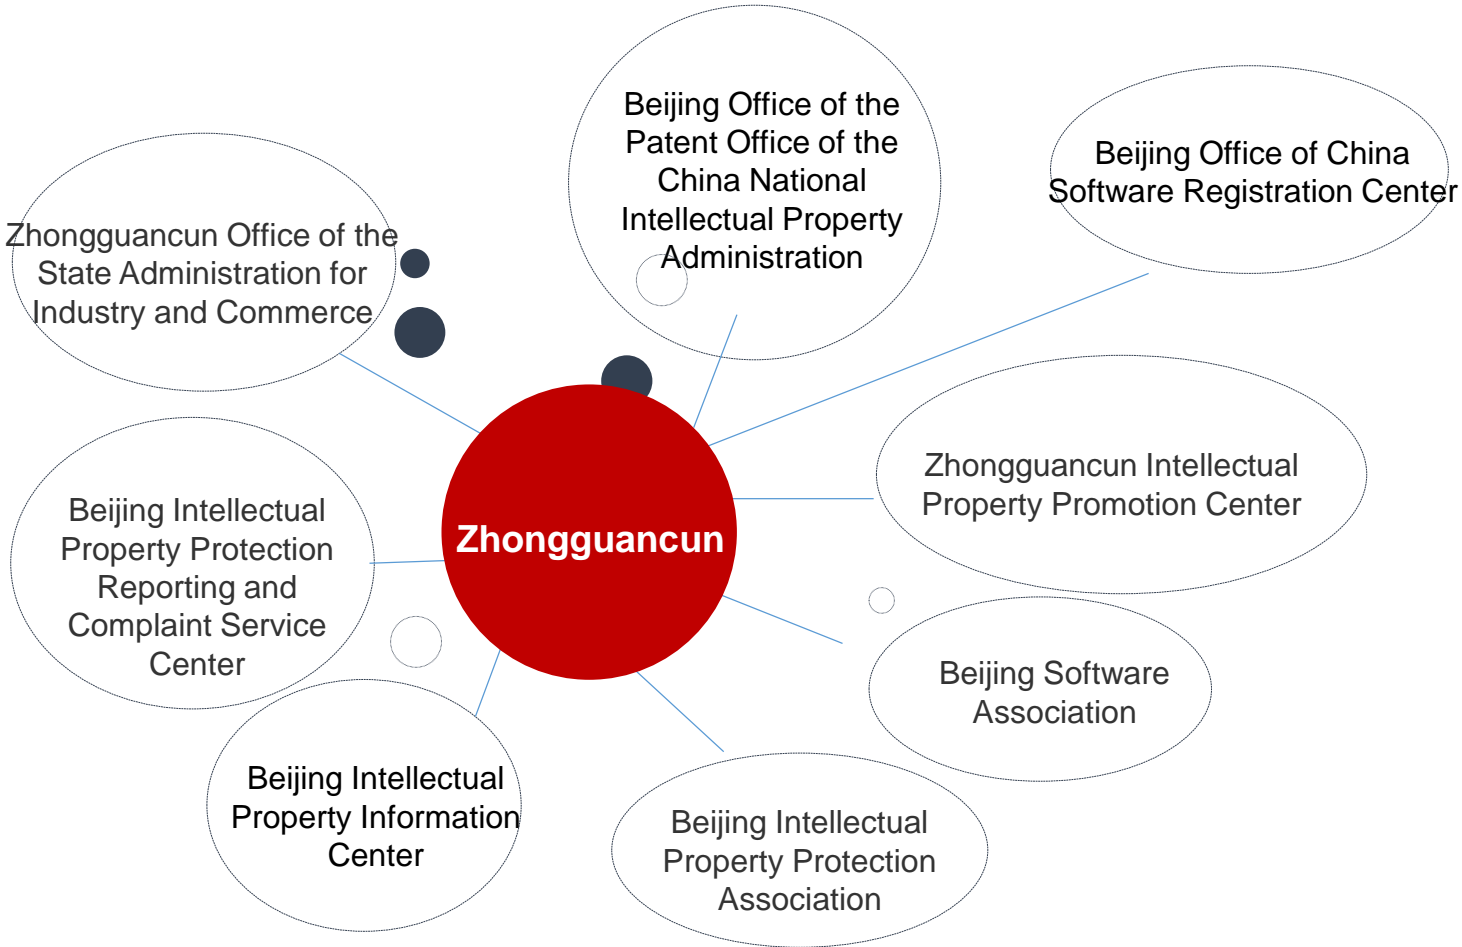 Beijing Office of the
Patent Office of the
China National
Intellectual Property
Administration
Beijing Office of China
Software Registration Center
Zhongguancun Office of the
State Administration for
Industry and Commerce
Zhongguancun Intellectual
Property Promotion Center
Beijing Intellectual
Property Protection
Reporting and
Complaint Service
Center
Zhongguancun
Beijing Software
Association
Beijing Intellectual
Property Information
Center
Beijing Intellectual
Property Protection
Association